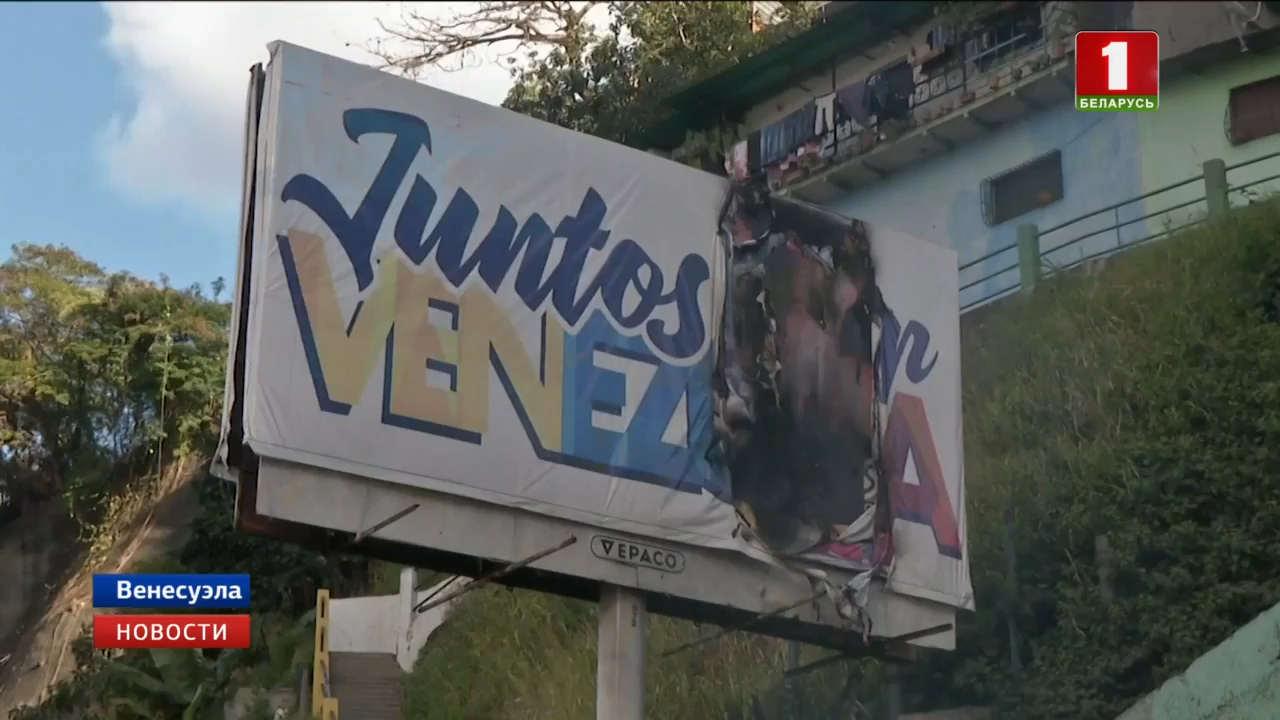 1
БЕЛАРУСЬ
Juntos
VENEZ A
VEPACO
Венесуэла
НОВОСТИ